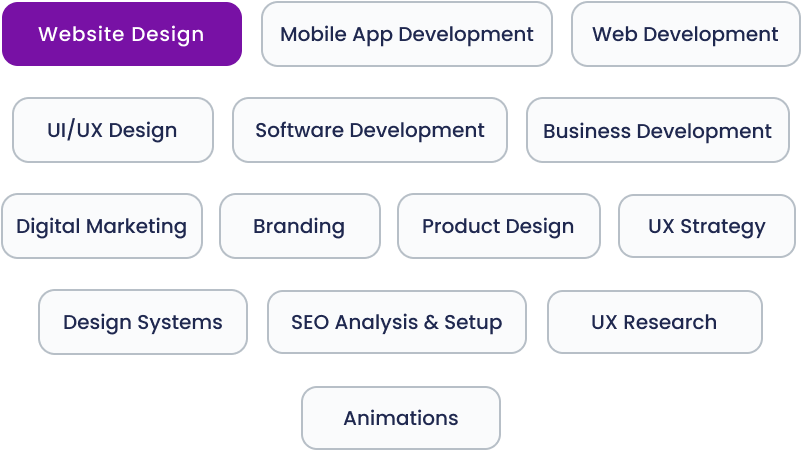 Website Design
Mobile App Development
Web Development
UI/UX Design
Software Development
Business Development
Digital Marketing
Branding
Product Design
UX Strategy
Design Systems
SEO Analysis & Setup
UX Research
Animations